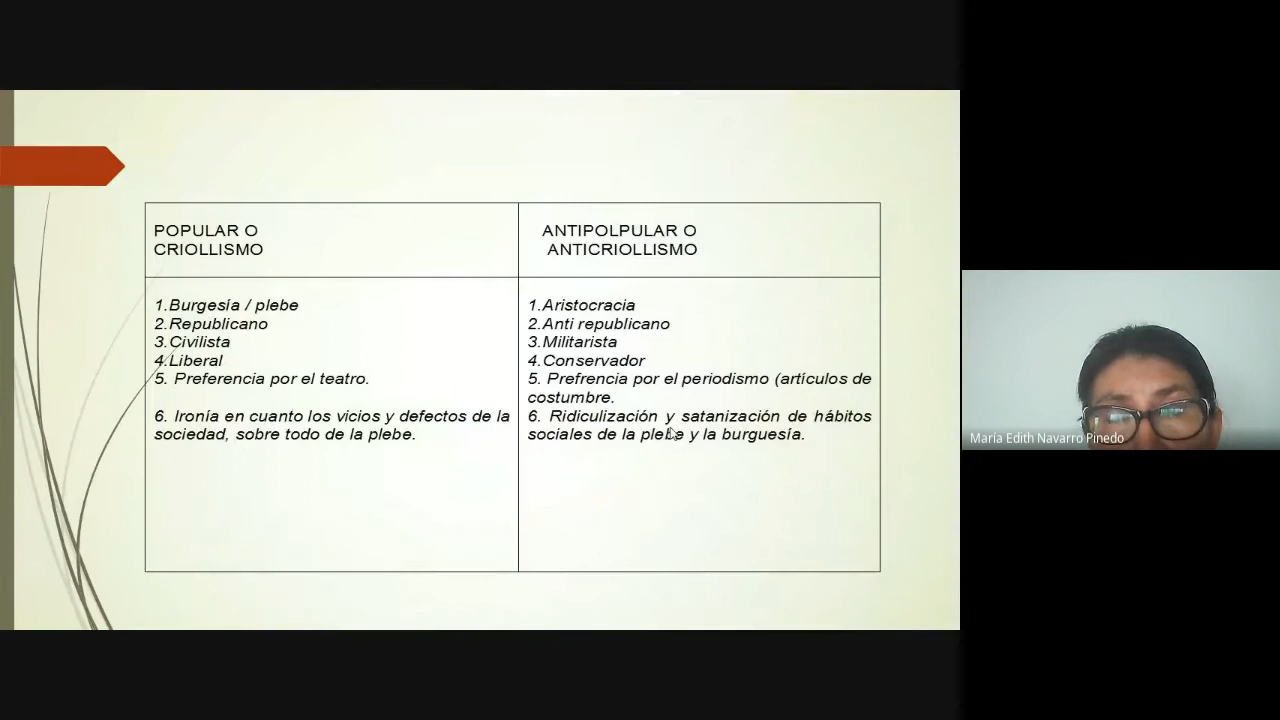 POPULAR O
CRIOLLISMO
ANTIPOLPULAR O
ANTICRIOLLISMO
1.Burgesía / plebe
2.Republicano
3.Civilista
4.Liberal
5. Preferencia por el teatro.
6. Ironía en cuanto los vicios y defectos de la
sociedad, sobre todo de la plebe.
1.Aristocracia
2.Anti republicano
3.Militarista
4.Conservador
5. Prefrencia por el periodismo (artículos de
costumbre.
6. Ridiculización y satanización de hábitos
sociales de la plebe y la burguesía.
María Edith Navarro Pinedo